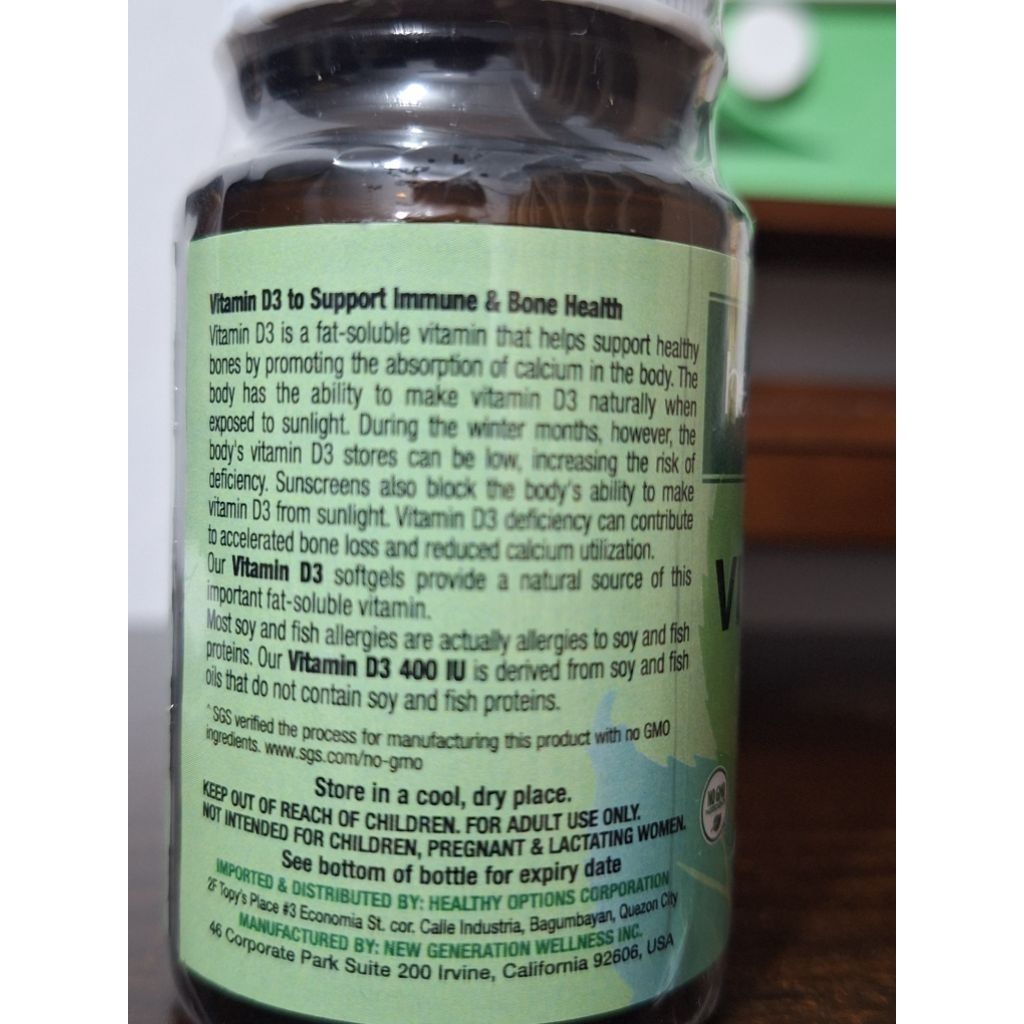 Vitamin D3 to Support Immune & Bone Health
Vitamin D3 is a fat-soluble vitamin that helps support healthy
bones by promoting the absorption of calcium in the body. The
body has the ability to make vitamin D3 naturally when
exposed to sunlight. During the winter months, however, the
body's vitamin D3 stores can be low, increasing the risk of
deficiency. Sunscreens also block the body's ability to make
vitamin D3 from sunlight. Vitamin D3 deficiency can contribute
to accelerated bone loss and reduced calcium utilization.
Our Vitamin D3 softgels provide a natural source of this
important fat-soluble vitamin.
Most soy and fish allergies are actually allergies to soy and fish
proteins. Our Vitamin D3 400 IU is derived from soy and fish
oils that do not contain soy and fish proteins.
^SGS verified the process for manufacturing this product with no GMO
ingredients. www.sgs.com/no-gmo
Store in a cool, dry place.
KEEP OUT OF REACH OF CHILDREN. FOR ADULT USE ONLY.
NOT INTENDED FOR CHILDREN, PREGNANT & LACTATING WOMEN.
See bottom of bottle for expiry date
IMPORTED & DISTRIBUTED BY: HEALTHY OPTIONS CORPORATION
2F Topy's Place #3 Economia St. cor. Calle Industria, Bagumbayan, Quezon City
MANUFACTURED BY: NEW GENERATION WELLNESS INC.
46 Corporate Park Suite 200 Irvine, California 92606, USA
NO GMO